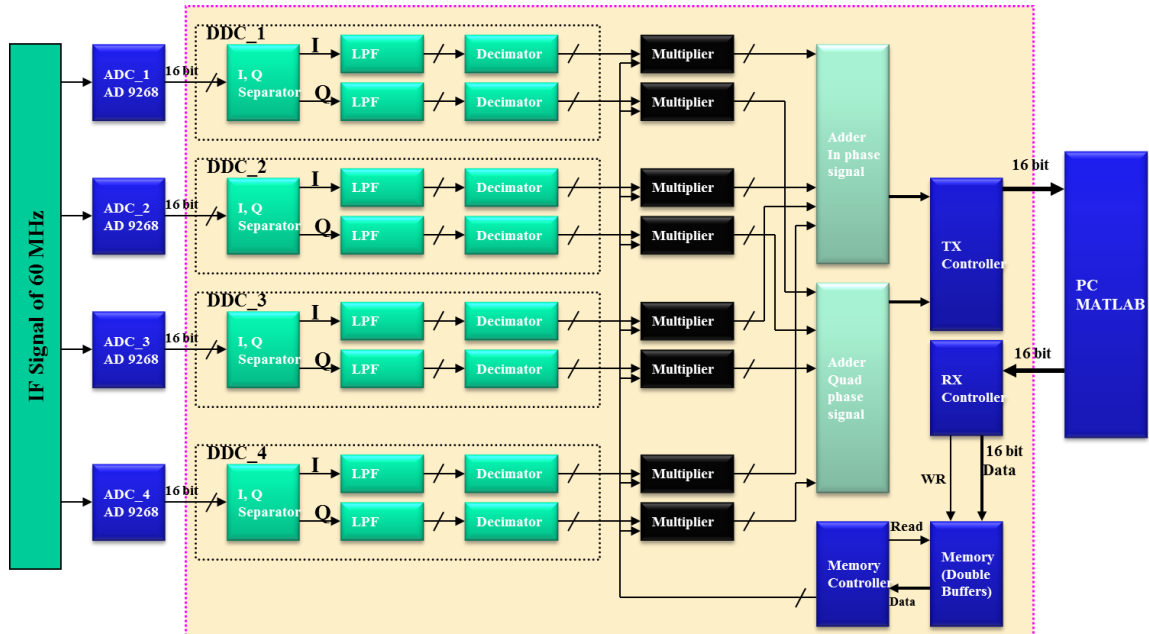 IF Signal of 60 MHz
ADC_1
AD 9268
16 bit
DDC_1
I, Q
Separator
I
Q
LPF
Decimator
Multiplier
LPF
Decimator
Multiplier
ADC_2
AD 9268
16 bit
DDC_2
I, Q
Separator
I
Q
LPF
Decimator
Multiplier
LPF
Decimator
Multiplier
ADC_3
AD 9268
16 bit
DDC_3
I, Q
Separator
I
Q
LPF
Decimator
Multiplier
LPF
Decimator
Multiplier
ADC_4
AD 9268
16 bit
DDC_4
I, Q
Separator
I
Q
LPF
Decimator
Multiplier
LPF
Decimator
Multiplier
Adder
In phase
signal
Adder
Quad
phase
signal
TX
Controller
16 bit
PC
MATLAB
RX
Controller
16 bit
WR
16 bit
Data
Memory
Controller
Read
Data
Memory
(Double
Buffers)